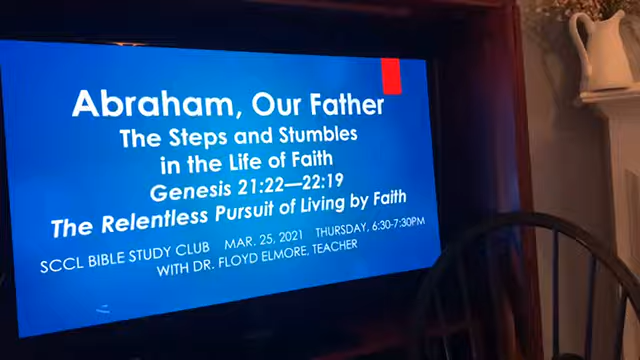 Abraham, Our Father
The Steps and Stumbles
in the Life of Faith
Genesis 21:22—22:19
The Relentless Pursuit of Living by Faith
SCCL BIBLE STUDY CLUB MAR. 25, 2021 THURSDAY, 6:30-7:30PM
WITH DR. FLOYD ELMORE, TEACHER